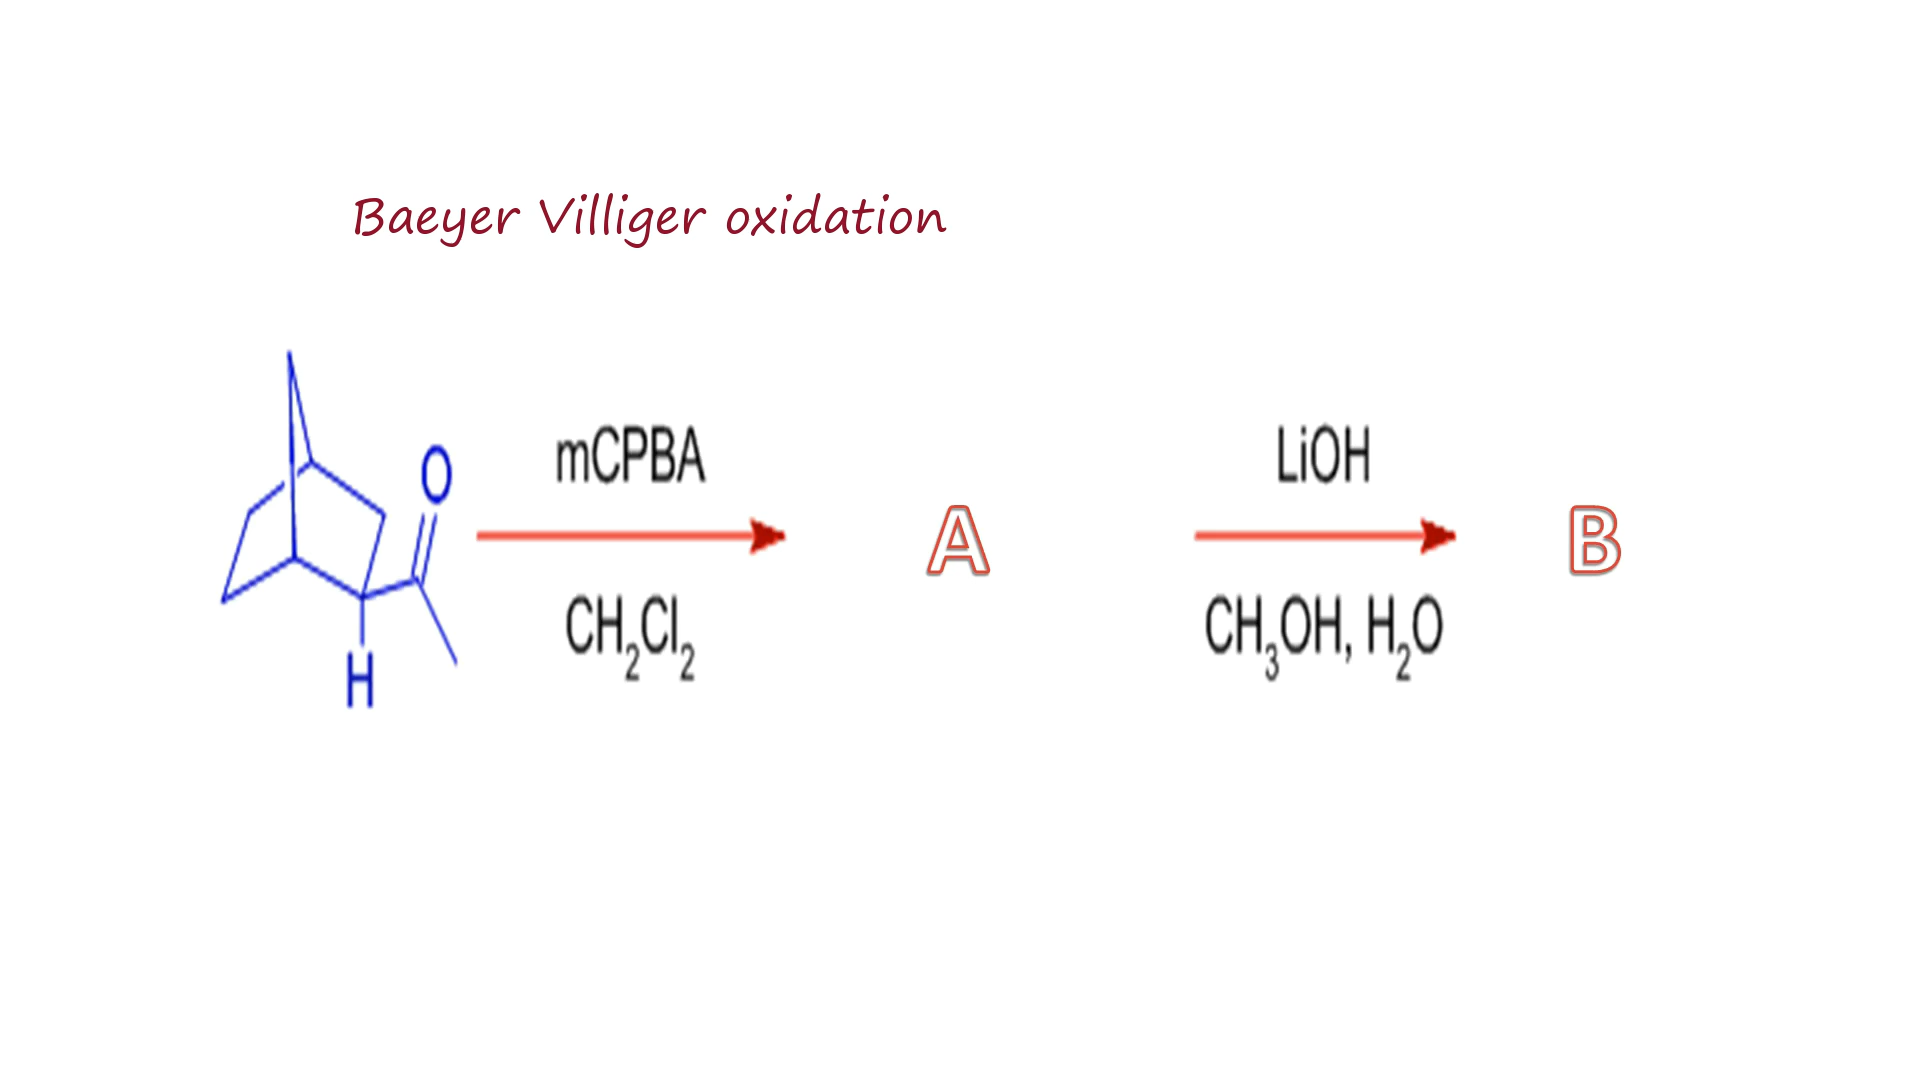 Baeyer Villiger oxidation
O
H
mCPBA
CH₂Cl₂
A
LiOH
CH₃OH, H₂O
B